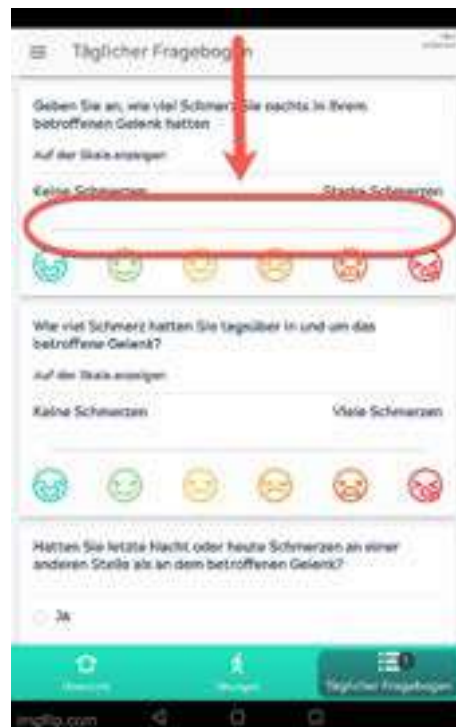 Täglicher Fragebogen
Geben Sie an, wie viel Schmerz Sie nachts in Ihrem
betroffenen Gelenk hatten
Auf der Skala anzeigen
Keine Schmerzen Starke Schmerzen
Wie viel Schmerz hatten Sie tagsüber in und um das
betroffene Gelenk?
Auf der Skala anzeigen
Keine Schmerzen Viele Schmerzen
Hatten Sie letzte Nacht oder heute Schmerzen an einer
anderen Stelle als an dem betroffenen Gelenk?
Ja
Übersicht Übungen Täglicher Fragebogen
imgflip.com